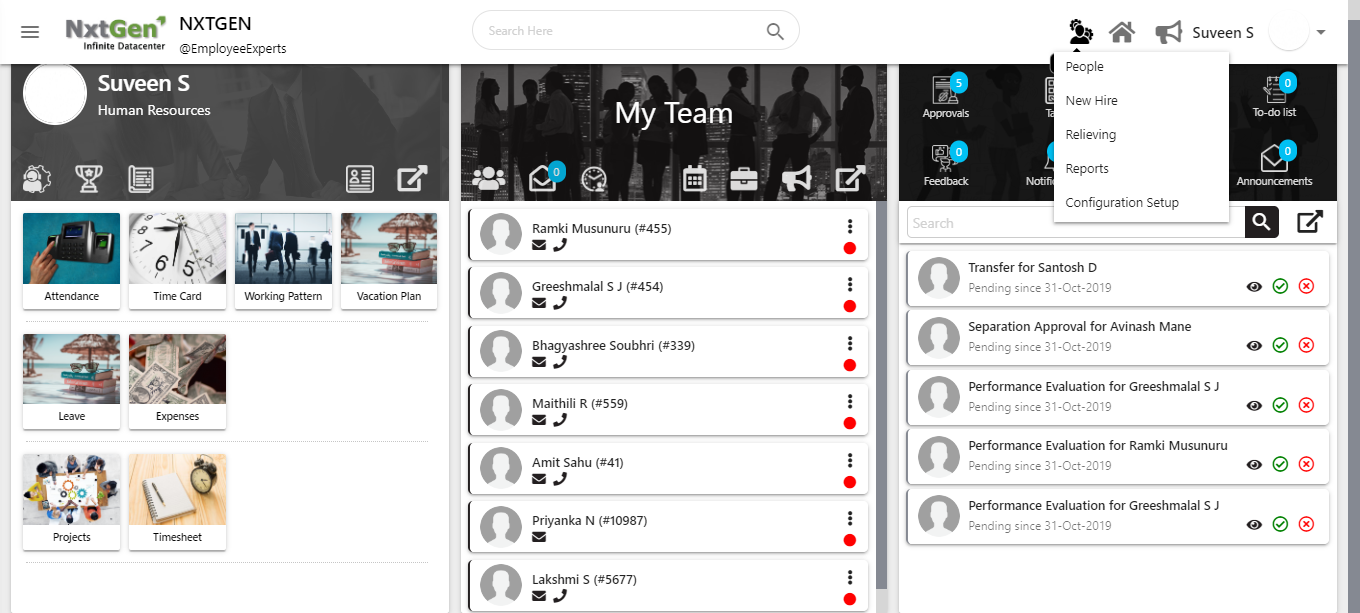 NxtGen
Infinite Datacenter
NXTGEN
@EmployeeExperts
Search Here
Suveen S
People
New Hire
Relieving
Reports
Configuration Setup
Suveen S
Human Resources
Attendance
Time Card
Working Pattern
Vacation Plan
Leave
Expenses
Projects
Timesheet
My Team
0
Ramki Musunuru (#455)
Greeshmalal S J (#454)
Bhagyashree Soubhri (#339)
Maithili R (#559)
Amit Sahu (#41)
Priyanka N (#10987)
Lakshmi S (#5677)
5
Approvals
0
To-do list
0
Feedback
0
Announcements
Search
Transfer for Santosh D
Pending since 31-Oct-2019
Separation Approval for Avinash Mane
Pending since 31-Oct-2019
Performance Evaluation for Greeshmalal S J
Pending since 31-Oct-2019
Performance Evaluation for Ramki Musunuru
Pending since 31-Oct-2019
Performance Evaluation for Greeshmalal S J
Pending since 31-Oct-2019